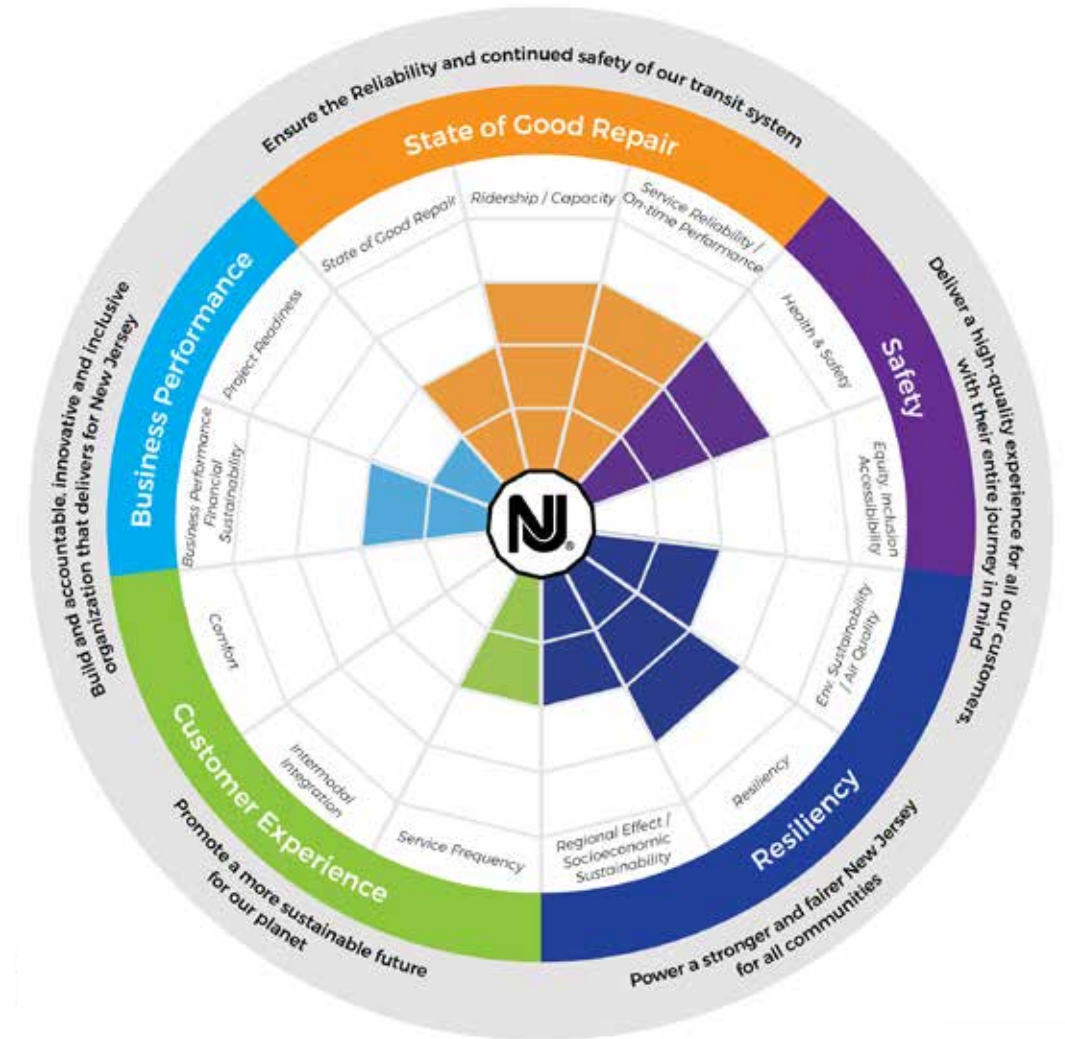 Ensure the Reliability and continued safety of our transit system
State of Good Repair
State of Good Repair
Ridership / Capacity
Service Reliability /
On-time Performance
Deliver a high-quality experience for all our customers,
with their entire journey in mind
Safety
Health & Safety
Equity, Inclusion
Accessibibility
Power a stronger and fairer New Jersey
for all communities
Resiliency
Env. Sustainability
/ Air Quality
Resiliency
Regional Effect /
Socioeconomic
Sustainability
Promote a more sustainable future
for our planet
Customer Experience
Service Frequency
Intermodal
Integration
Comfort
Build and accountable, innovative and inclusive
organization that delivers for New Jersey
Business Performance
Business Performance
Financial
Sustainability
Project Readiness
NJ®